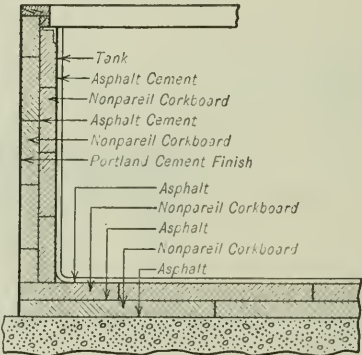 Tank
Asphalt Cement
Nonpareil Corkboard
Asphalt Cement
Nonpareil Corkboard
Portland Cement Finish
Asphalt
Nonpareil Corkboard
Asphalt
Nonpareil Corkboard
Asphalt